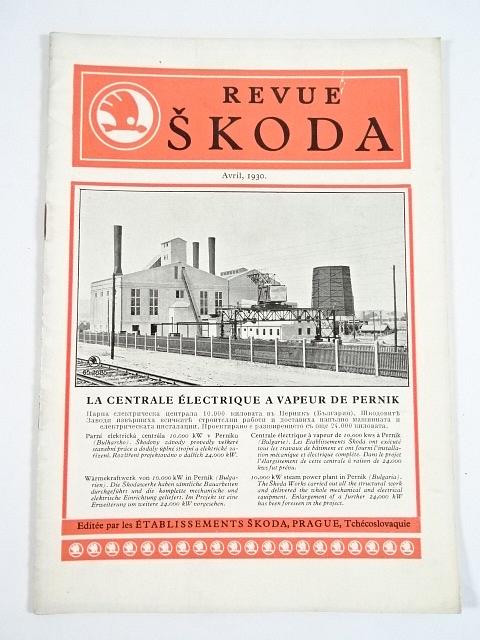 REVUE
ŠKODA
Avril, 1930.
LA CENTRALE ÉLECTRIQUE A VAPEUR DE PERNIK
Парна електрическа централа 10.000 киловата въ Перникъ (България), Шкодовитѣ
Заводи извършиха всичкитѣ строителни работи и доставиха напълно машината и
електрическата инсталация. Проектирано е разширението съ още 24.000 киловата.
Parní elektrická centrála 10.000 kW v Perniku
(Bulharsko). Škodovy závody provedly veškeré
stavební práce a dodaly úplné strojní a elektrické za-
řízení. Rozšíření projektováno o dalších 24.000 kW.
Centrale électrique à vapeur de 10.000 kws à Pernik
(Bulgarie). Les Établissements Škoda ont exécuté
tous les travaux de bâtiment et ont fourni l'installa-
tion mécanique et électrique complète. Dans le projet
l'élargissement de cette centrale à raison de 24,000
kws fut prévu.
Wärmekraftwerk von 10,000 kW in Pernik (Bulga-
rien). Die Škodawerke haben sämtliche Bauarbeiten
durchgeführt und die komplette mechanische und
elektrische Einrichtung geliefert. Im Projekt ist eine
Erweiterung um weitere 24,000 kW vorgesehen.
10,000 kW steam power plant in Pernik (Bulgaria).
The Škoda Works carried out all the structural work
and delivered the whole mechanical and electrical
equipment. Enlargement of a further 24,000 kW
has been foreseen in the project.
Editée par les ÉTABLISSEMENTS ŠKODA, PRAGUE, Tchécoslovaquie